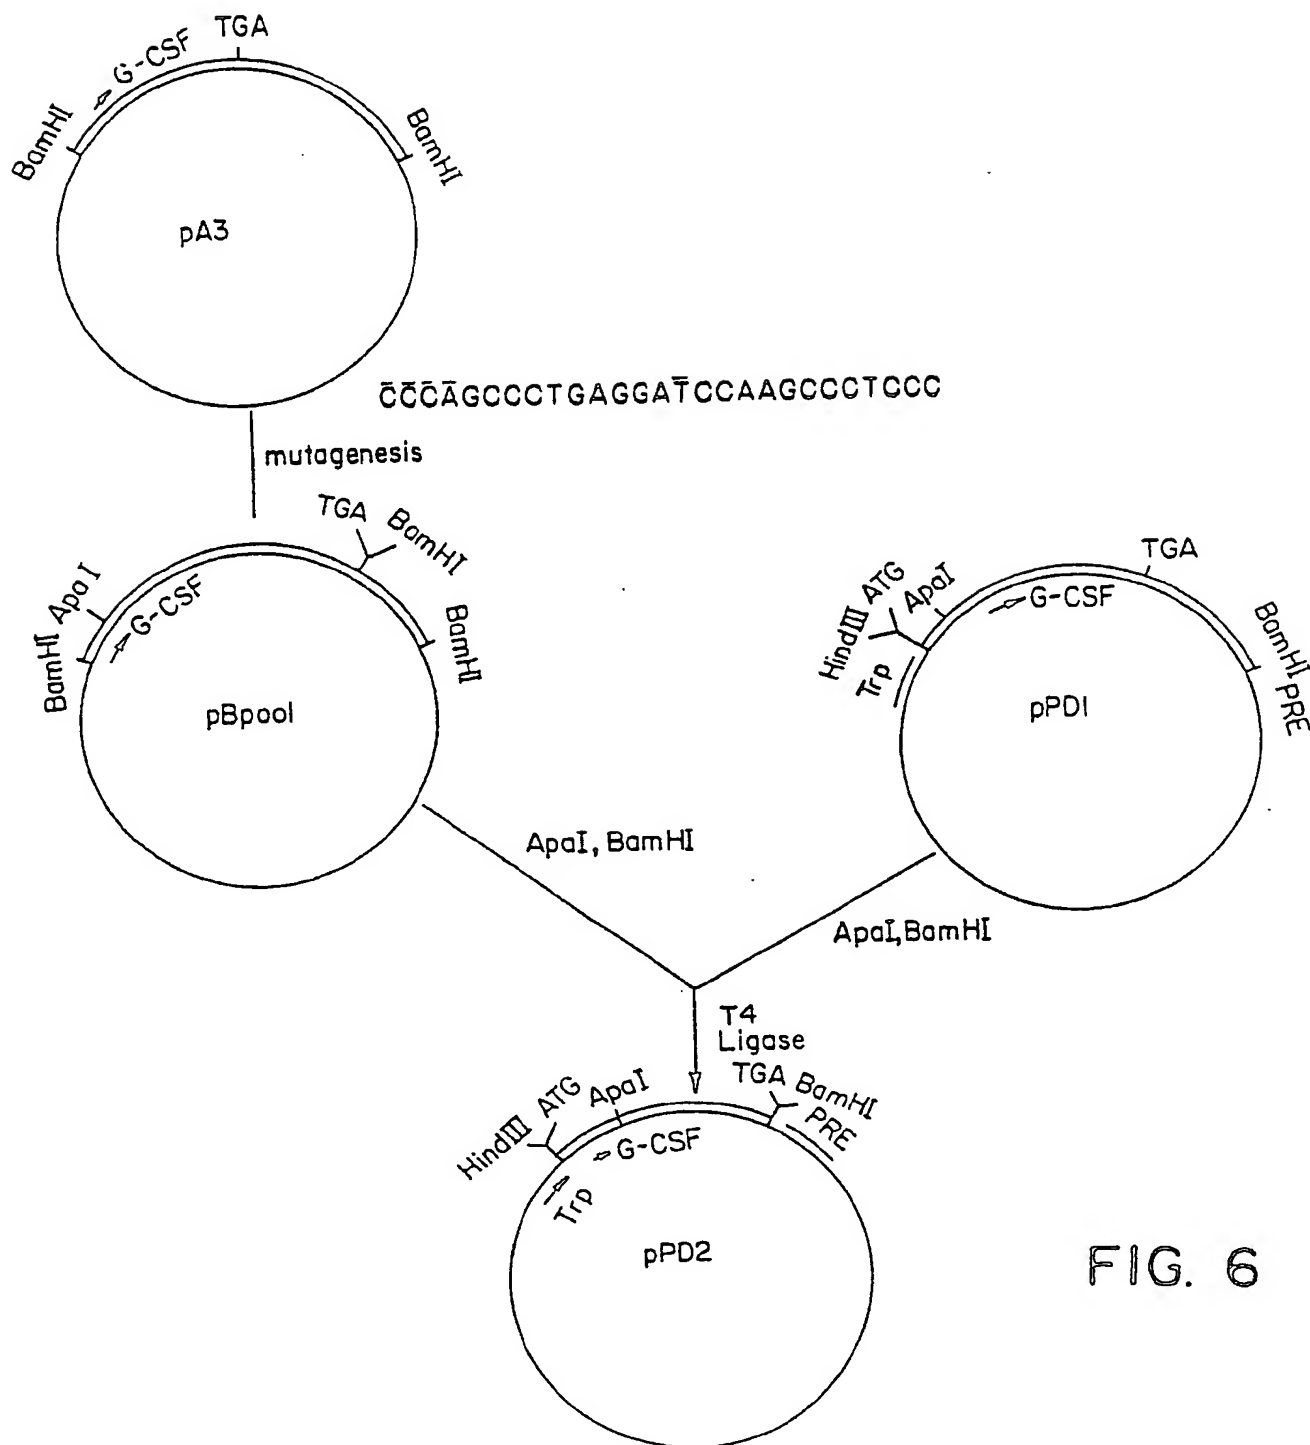 TGA
G-CSF
BamHI
BamHI
pA3
C̄C̄C̄ĀGCCCTGAGGAT̄CCAAGCCCTCCC
mutagenesis
TGA
BamHI
ApaI
BamHI
G-CSF
BamHI
pBpool
TGA
HindIII
ATG
ApaI
G-CSF
BamHI
PRE
Trp
pPD1
ApaI, BamHI
ApaI,BamHI
T4
Ligase
HindIII
ATG
ApaI
TGA
BamHI
PRE
G-CSF
Trp
pPD2
FIG. 6